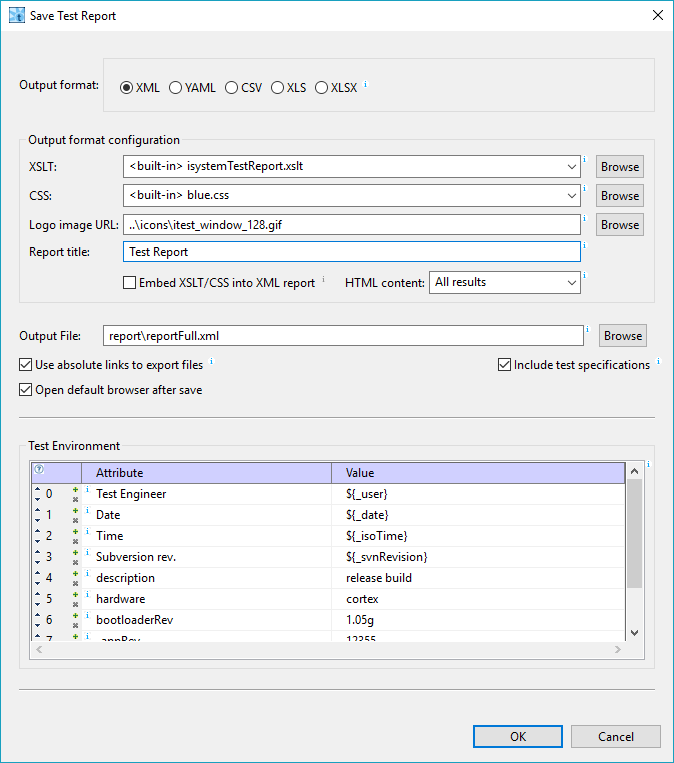 Save Test Report
Output format: XML YAML CSV XLS XLSX i
Output format configuration
XSLT: <built-in> isystemTestReport.xslt i Browse
CSS: <built-in> blue.css i Browse
Logo image URL: ..\icons\itest_window_128.gif i Browse
Report title: Test Report i
Embed XSLT/CSS into XML report i HTML content: All results i
Output File: report\reportFull.xml i Browse
Use absolute links to export files i Include test specifications i
Open default browser after save
Test Environment
? Attribute Value i
0 i Test Engineer ${_user}
1 i Date ${_date}
2 i Time ${_isoTime}
3 i Subversion rev. ${_svnRevision}
4 i description release build
5 i hardware cortex
6 i bootloaderRev 1.05g
7 i 12355
OK Cancel